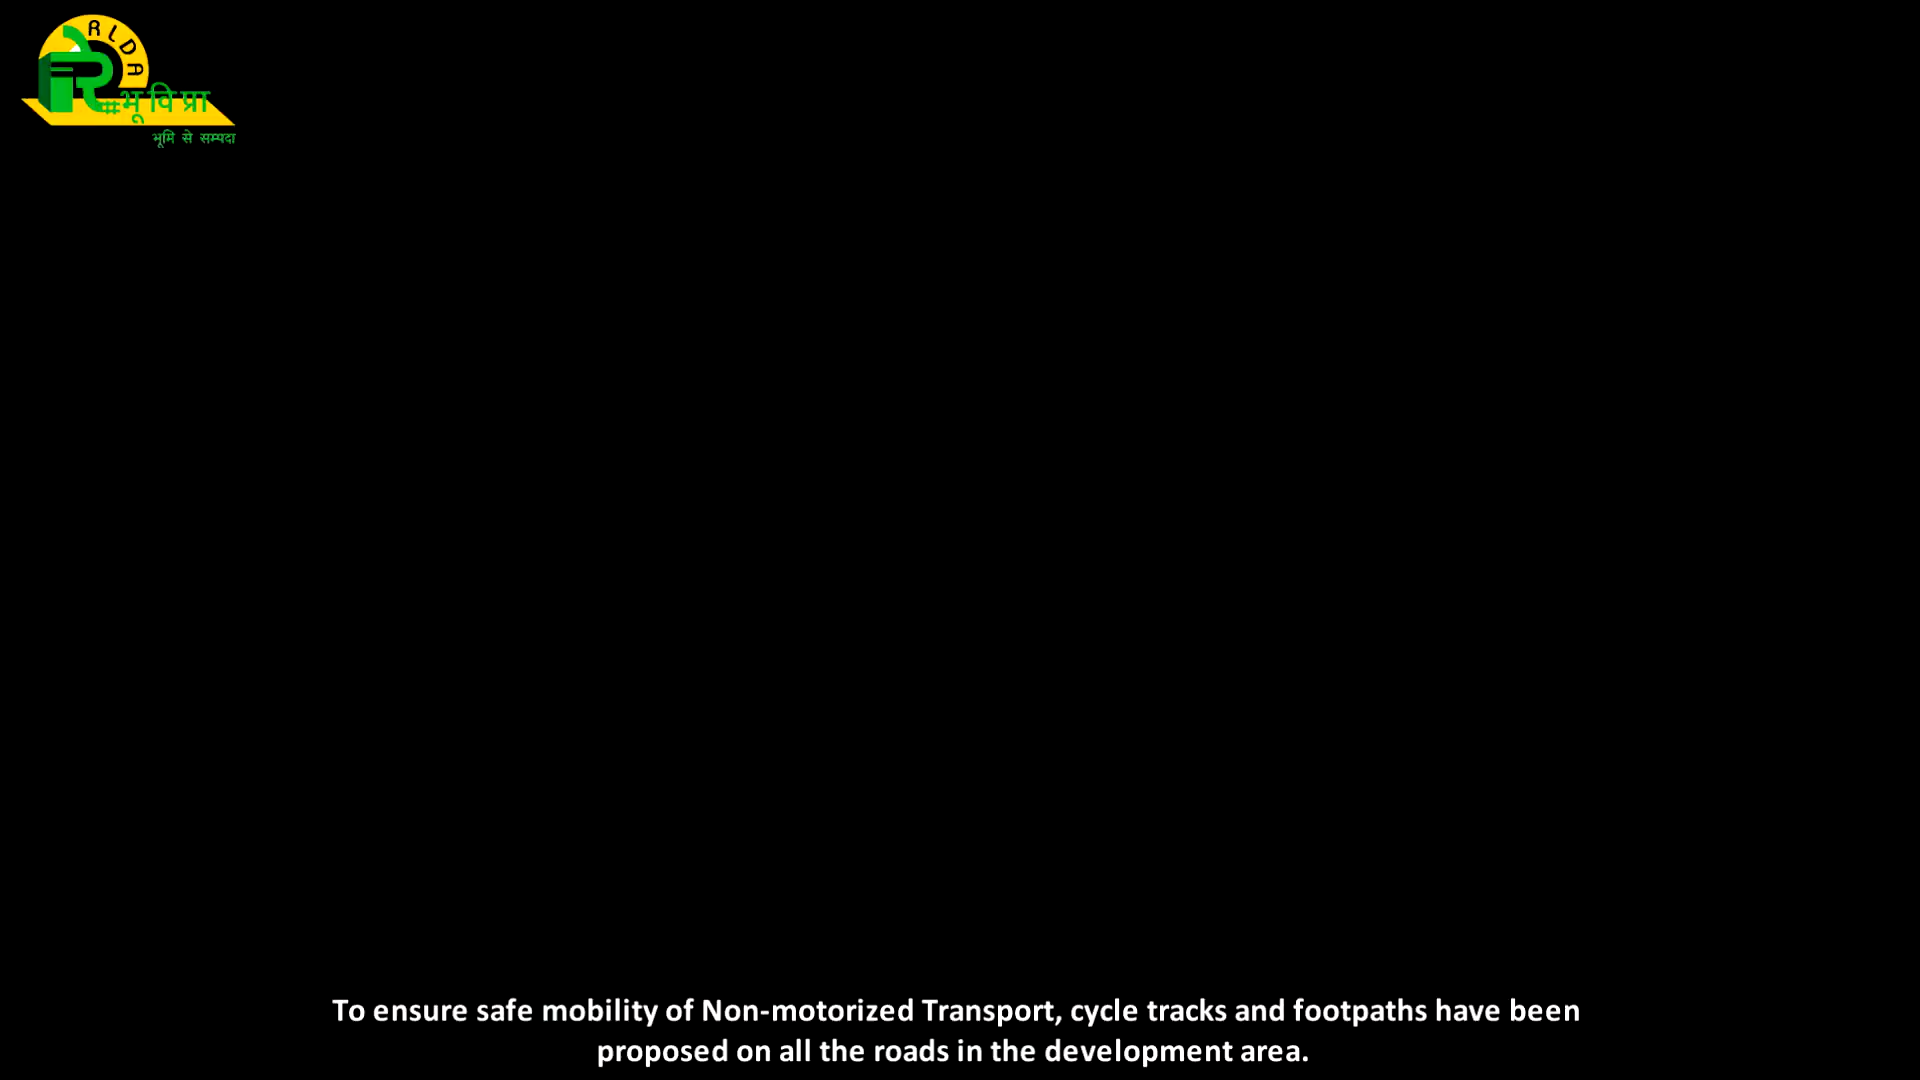 RLDA
रे भू वि प्रा
भूमि से सम्पदा
To ensure safe mobility of Non-motorized Transport, cycle tracks and footpaths have been
proposed on all the roads in the development area.